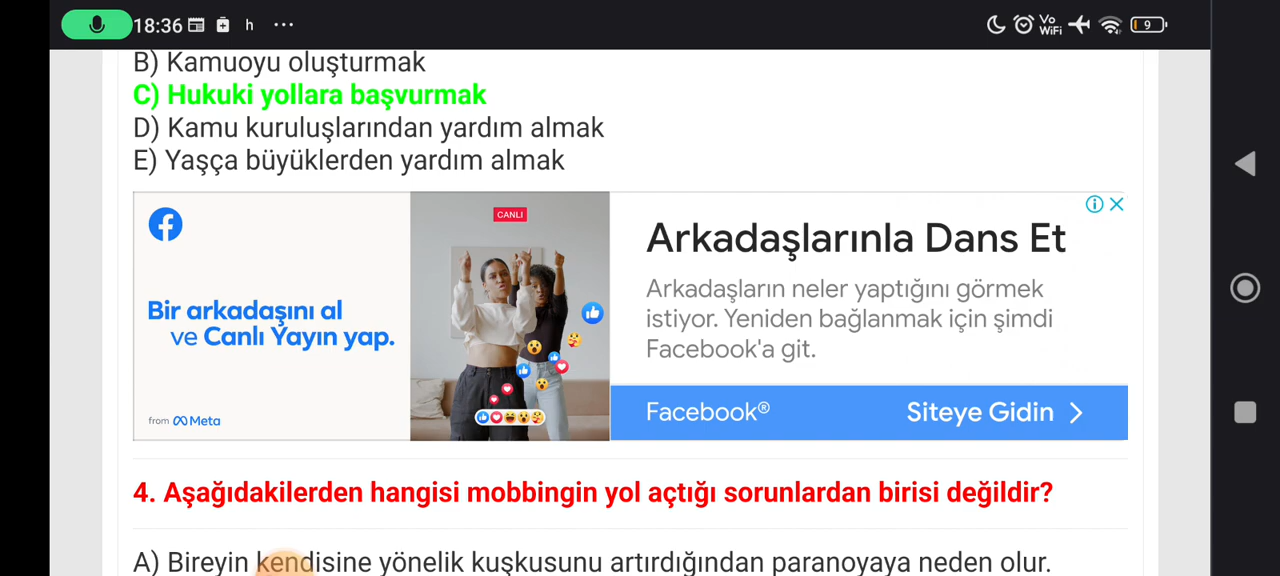 18:36 h ... Vo WiFi 9
B) Kamuoyu oluşturmak
C) Hukuki yollara başvurmak
D) Kamu kuruluşlarından yardım almak
E) Yaşça büyüklerden yardım almak
Bir arkadaşını al
ve Canlı Yayın yap.
from Meta
CANLI
Arkadaşlarınla Dans Et
Arkadaşların neler yaptığını görmek
istiyor. Yeniden bağlanmak için şimdi
Facebook'a git.
Facebook® Siteye Gidin
4. Aşağıdakilerden hangisi mobbingin yol açtığı sorunlardan birisi değildir?
A) Bireyin kendisine yönelik kuşkusunu artırdığından paranoyaya neden olur.